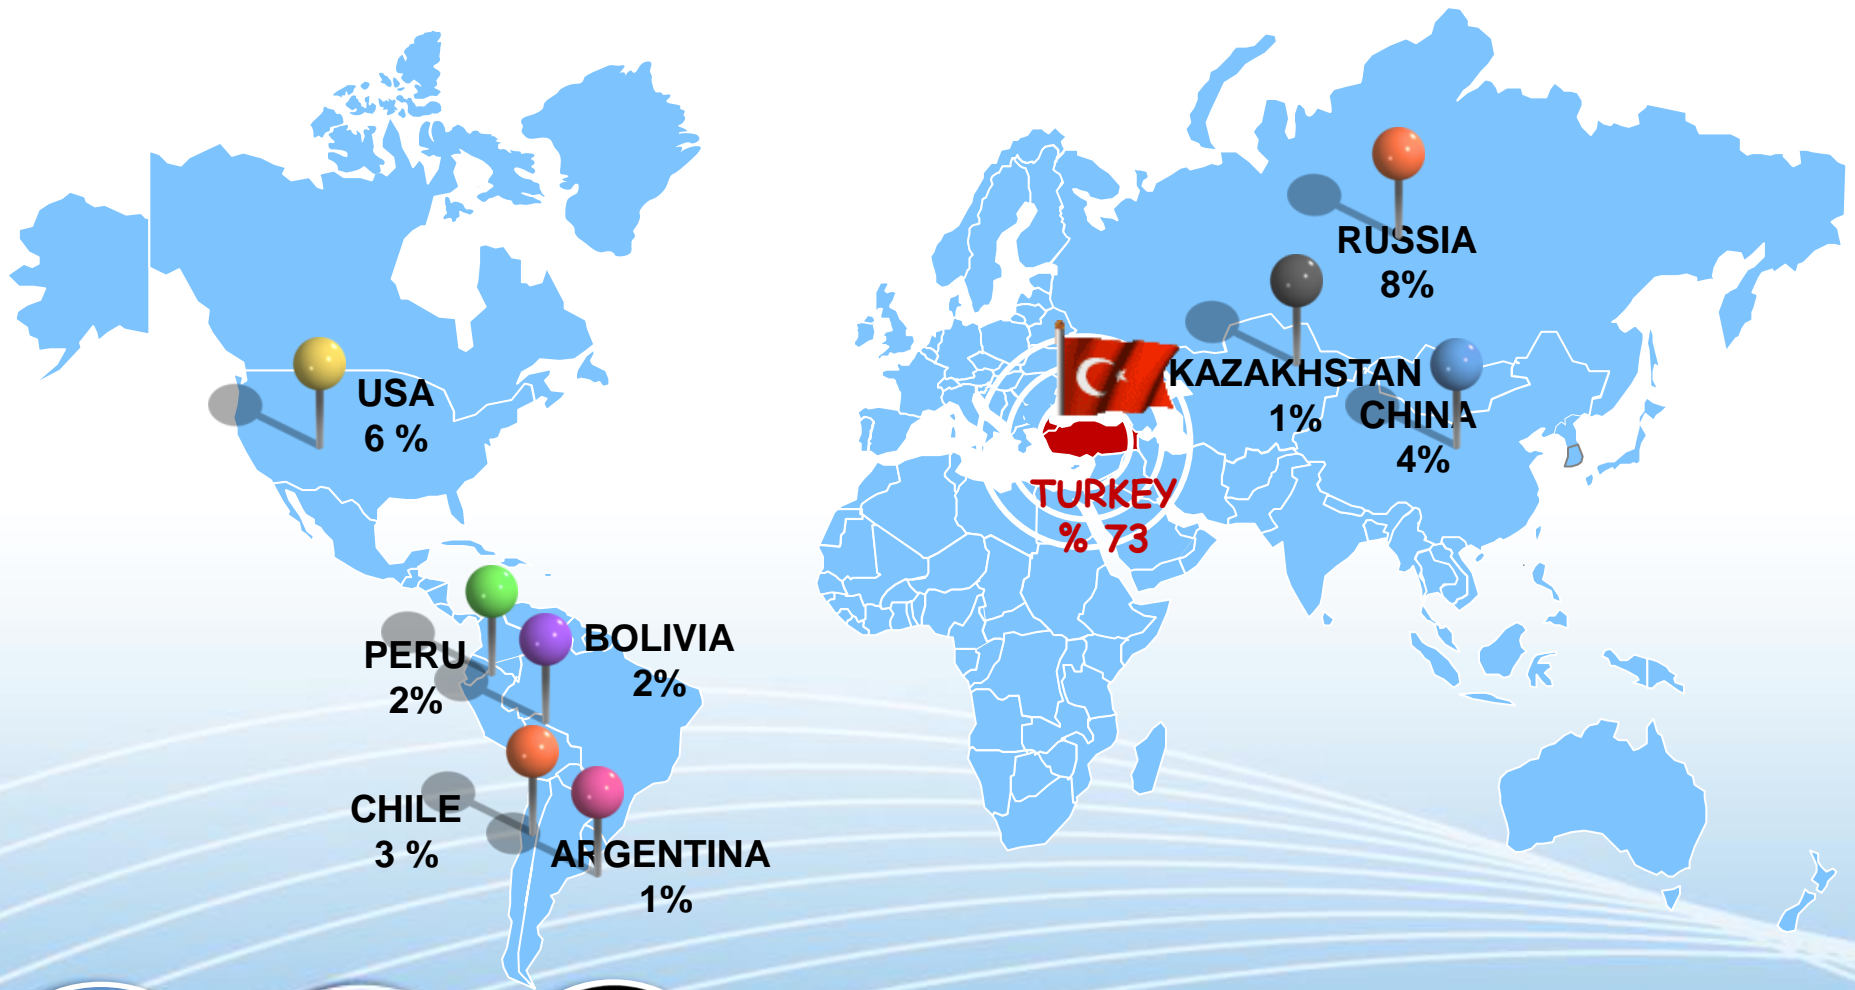 RUSSIA
8%
KAZAKHSTAN
1%
CHINA
4%
USA
6 %
TURKEY
% 73
PERU
2%
BOLIVIA
2%
CHILE
3 %
ARGENTINA
1%